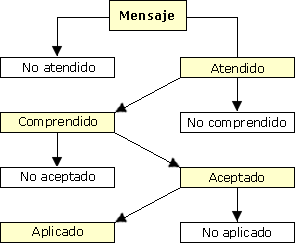 Mensaje
No atendido
Atendido
Comprendido
No comprendido
No aceptado
Aceptado
Aplicado
No aplicado